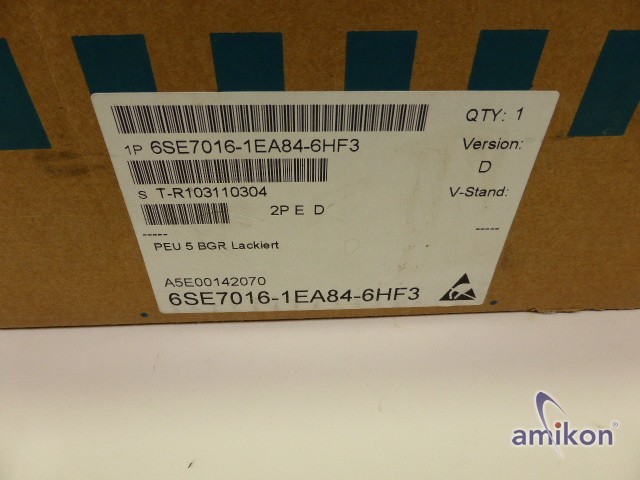 QTY: 1
1P 6SE7016-1EA84-6HF3
Version:
D
S T-R103110304
V-Stand:
2P E D
-----
-----
PEU 5 BGR Lackiert
A5E00142070
6SE7016-1EA84-6HF3
amikon®